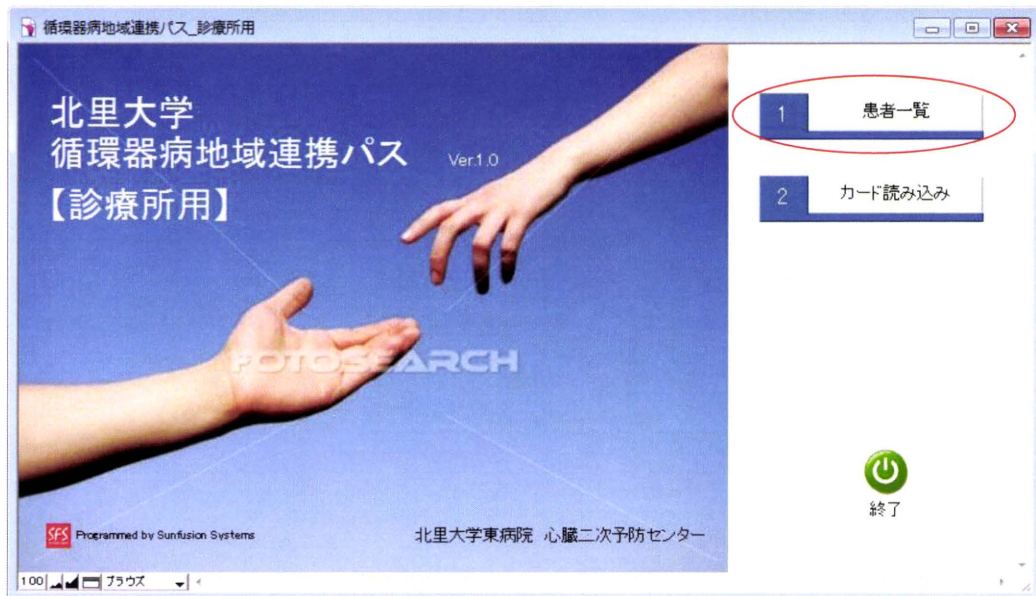 循環器病地域連携パス_診療所用
北里大学
循環器病地域連携パス Ver.1.0
【診療所用】
FOTOSEARCH
SFS Programmed by Sunfusion Systems
北里大学東病院 心臓二次予防センター
1 患者一覧
2 カード読み込み
終了
100 ブラウズ